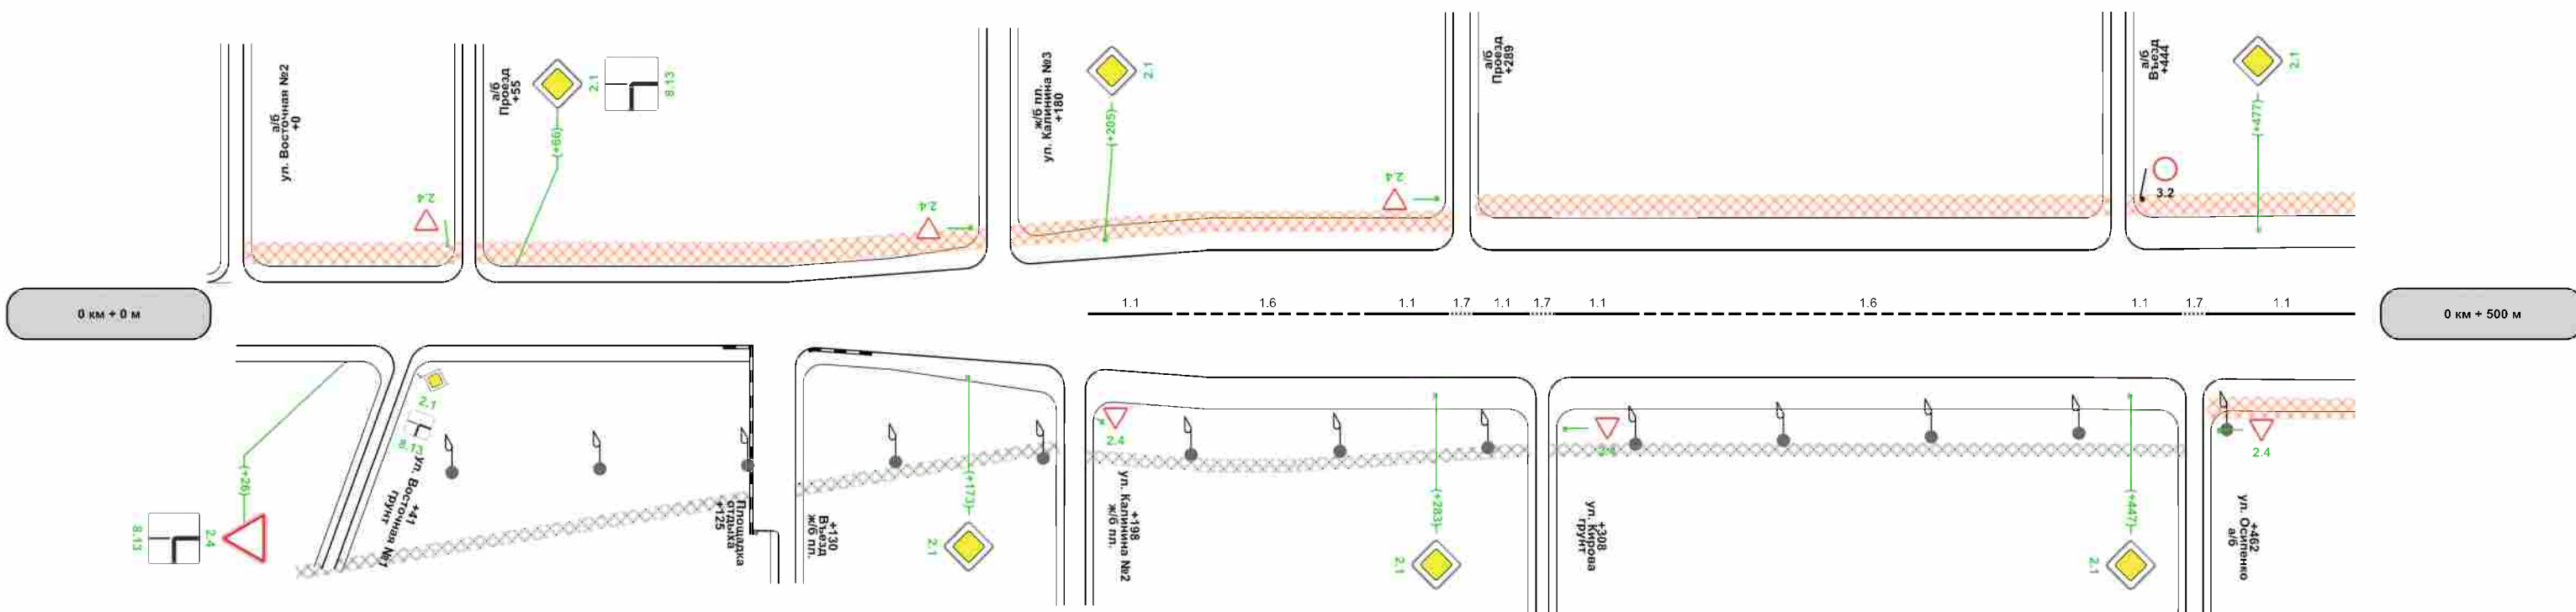 а/б
ул. Восточная №2
+0
2.4
а/б
Проезд
+55
2.1
8.13
(+66)
2.4
ж/б пл.
ул. Калинина №3
+180
2.1
(+205)
2.4
а/б
Проезд
+289
а/б
Въезд
+444
2.1
(+477)
3.2
0 км + 0 м
1.1
1.6
1.1
1.7
1.1
1.7
1.1
1.6
1.1
1.7
1.1
0 км + 500 м
8.13
2.4
(+26)
2.1
8.13
+41
ул. Восточная №1
грунт
Площадка
отдыха
+125
+130
Въезд
ж/б пл.
(+173)
2.1
2.4
+198
ул. Калинина №2
ж/б пл.
(+283)
2.1
2.4
+308
ул. Кирова
грунт
(+447)
2.1
2.4
+462
ул. Осипенко
а/б